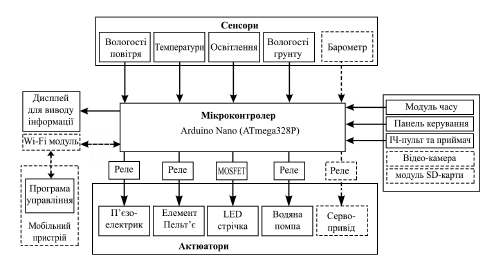 Сенсори
Вологості
повітря
Температури
Освітлення
Вологості
грунту
Барометр
Дисплей
для виводу
інформації
Wi-Fi модуль
Програма
управління
Мобільний
пристрій
Мікроконтролер
Arduino Nano (ATmega328P)
Модуль часу
Панель керування
ІЧ-пульт та приймач
Відео-камера
модуль SD-карти
Реле
Реле
MOSFET
Реле
Реле
П’єзо-
електрик
Елемент
Пельт’є
LED
стрічка
Водяна
помпа
Серво-
привід
Актюатори